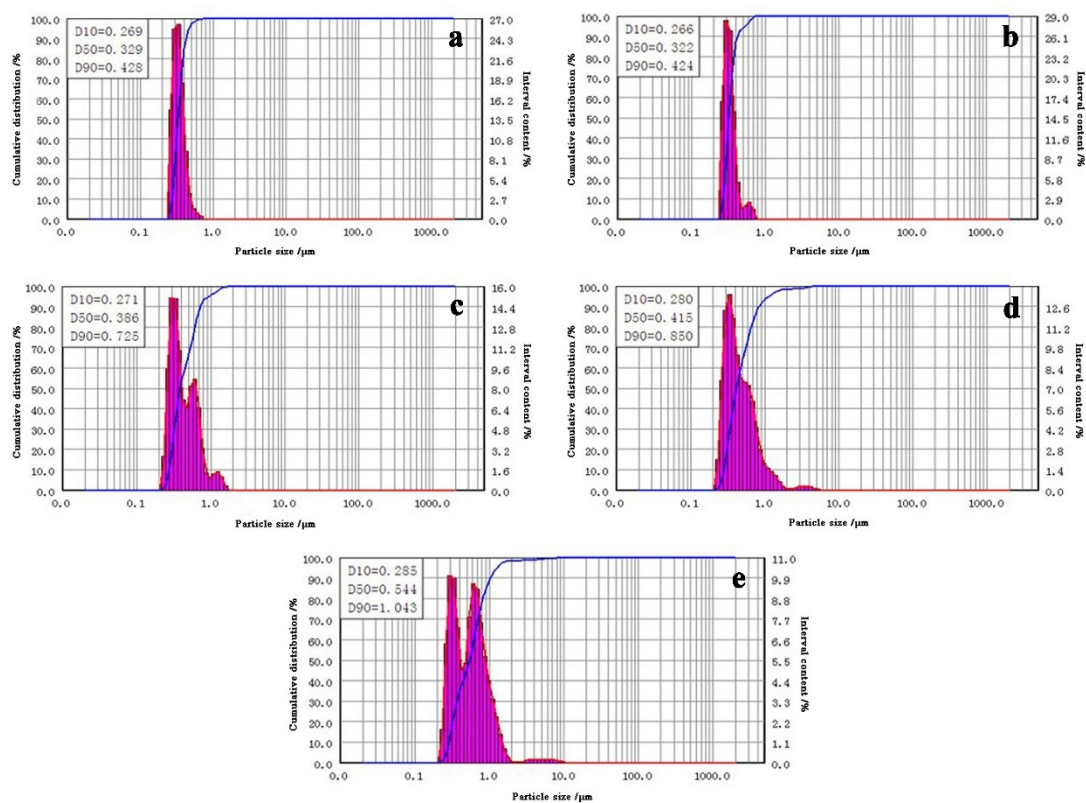 a
D10=0.269
D50=0.329
D90=0.428
Cumulative distribution /%
100.0
90.0
80.0
70.0
60.0
50.0
40.0
30.0
20.0
10.0
0.0
27.0
24.3
21.6
18.9
16.2
13.5
10.8
8.1
5.4
2.7
0.0
Interval content /%
0.0 0.1 1.0 10.0 100.0 1000.0
Particle size /μm
b
D10=0.266
D50=0.322
D90=0.424
Cumulative distribution /%
100.0
90.0
80.0
70.0
60.0
50.0
40.0
30.0
20.0
10.0
0.0
29.0
26.1
23.2
20.3
17.4
14.5
11.6
8.7
5.8
2.9
0.0
Interval content /%
0.0 0.1 1.0 10.0 100.0 1000.0
Particle size /μm
c
D10=0.271
D50=0.386
D90=0.725
Cumulative distribution /%
100.0
90.0
80.0
70.0
60.0
50.0
40.0
30.0
20.0
10.0
0.0
16.0
14.4
12.8
11.2
9.6
8.0
6.4
4.8
3.2
1.6
0.0
Interval content /%
0.0 0.1 1.0 10.0 100.0 1000.0
Particle size /μm
d
D10=0.280
D50=0.415
D90=0.850
Cumulative distribution /%
100.0
90.0
80.0
70.0
60.0
50.0
40.0
30.0
20.0
10.0
0.0
12.6
11.2
9.8
8.4
7.0
5.6
4.2
2.8
1.4
0.0
Interval content /%
0.0 0.1 1.0 10.0 100.0 1000.0
Particle size /μm
e
D10=0.285
D50=0.544
D90=1.043
Cumulative distribution /%
100.0
90.0
80.0
70.0
60.0
50.0
40.0
30.0
20.0
10.0
0.0
11.0
9.9
8.8
7.7
6.6
5.5
4.4
3.3
2.2
1.1
0.0
Interval content /%
0.0 0.1 1.0 10.0 100.0 1000.0
Particle size /μm